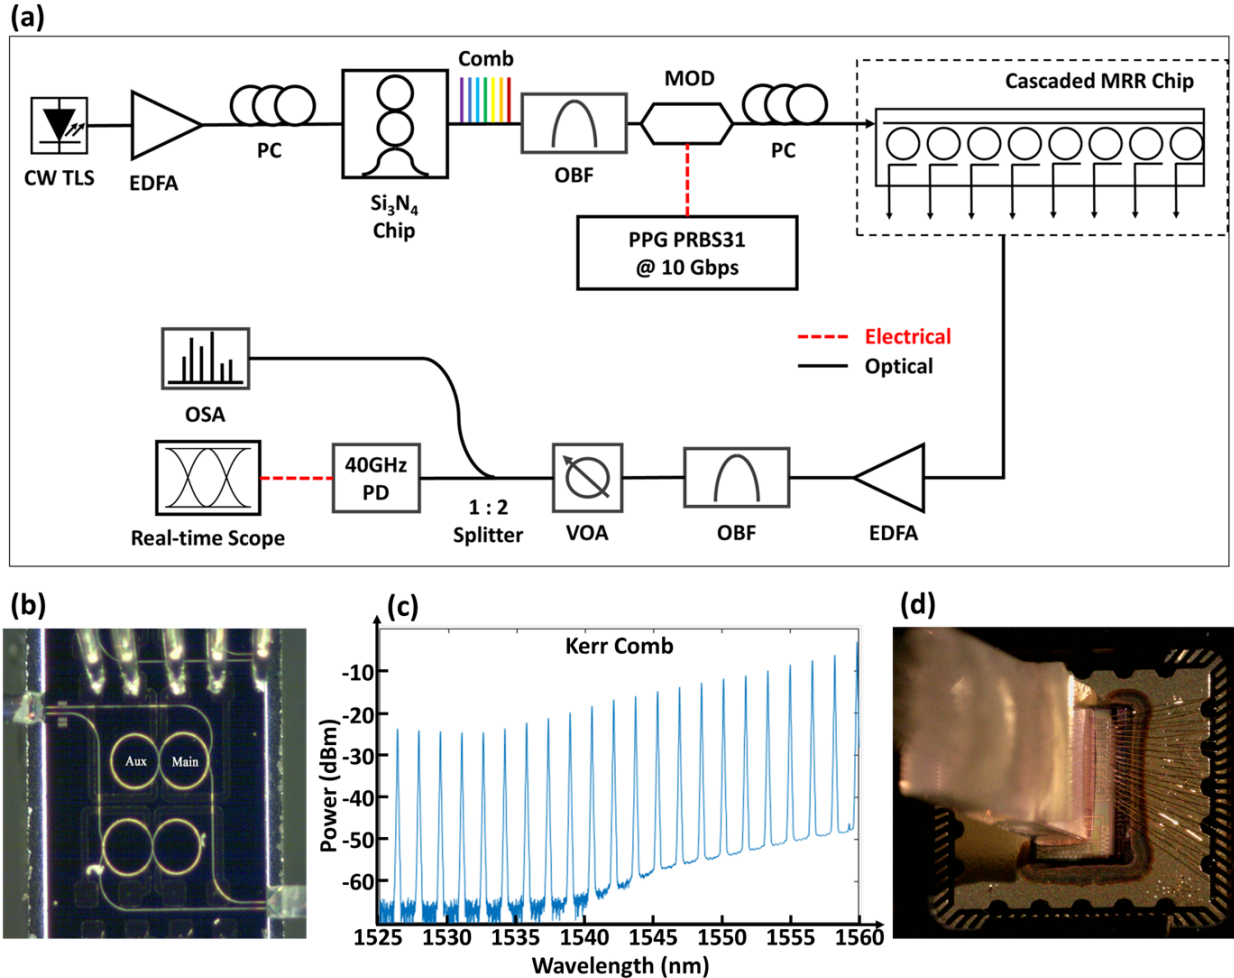 (a)
Comb
MOD
Cascaded MRR Chip
CW TLS
EDFA
PC
Si₃N₄
Chip
OBF
PC
PPG PRBS31
@ 10 Gbps
Electrical
Optical
OSA
40GHz
PD
Real-time Scope
1 : 2
Splitter
VOA
OBF
EDFA
(b)
Aux
Main
(c)
Kerr Comb
Power (dBm)
-10
-20
-30
-40
-50
-60
1525
1530
1535
1540
1545
1550
1555
1560
Wavelength (nm)
(d)